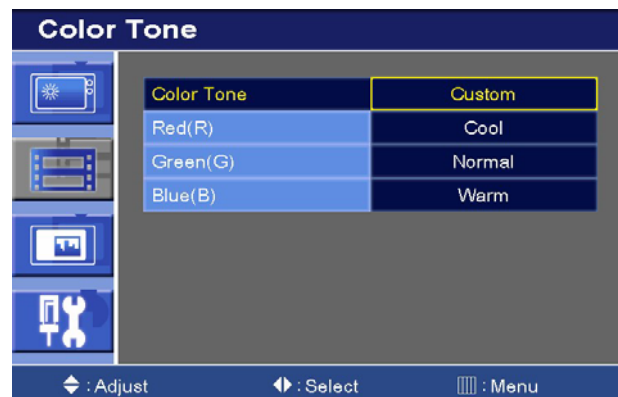 Color Tone
Color Tone Custom
Red(R) Cool
Green(G) Normal
Blue(B) Warm
: Adjust : Select : Menu